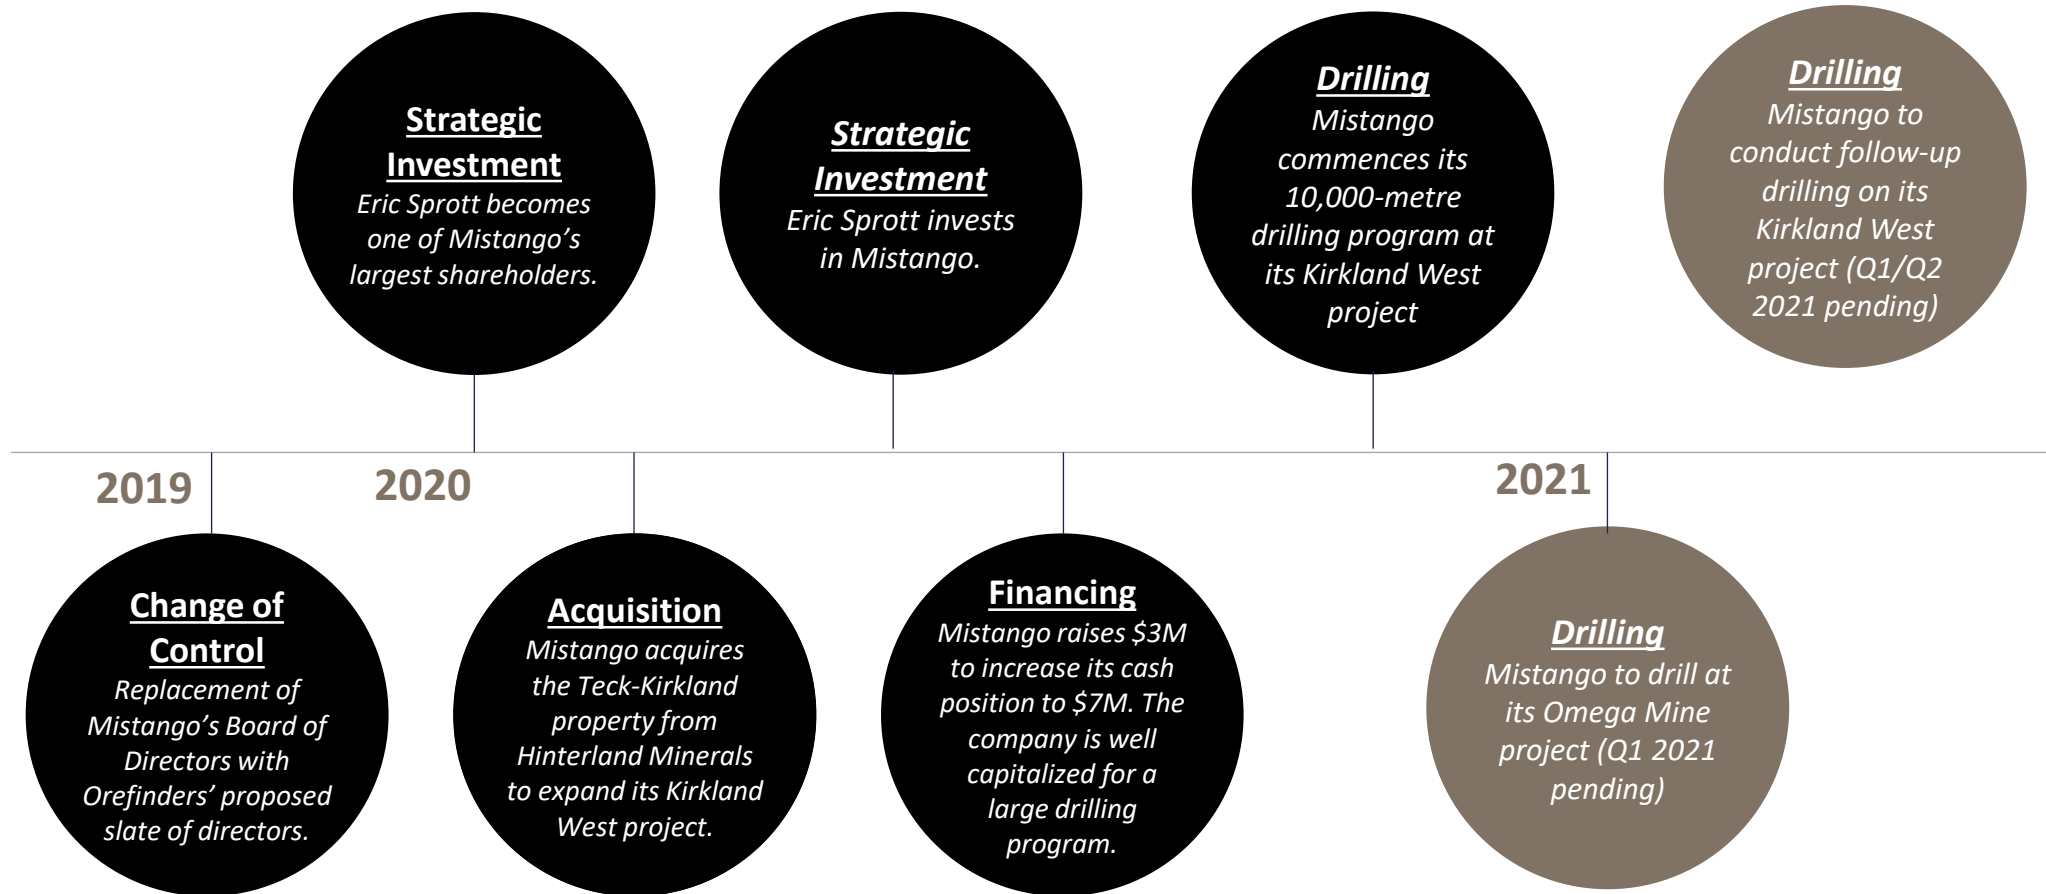 Strategic
Investment
Eric Sprott becomes
one of Mistango’s
largest shareholders.
Strategic
Investment
Eric Sprott invests
in Mistango.
Drilling
Mistango
commences its
10,000-metre
drilling program at
its Kirkland West
project
Drilling
Mistango to
conduct follow-up
drilling on its
Kirkland West
project (Q1/Q2
2021 pending)
2019
2020
2021
Change of
Control
Replacement of
Mistango’s Board of
Directors with
Orefinders’ proposed
slate of directors.
Acquisition
Mistango acquires
the Teck-Kirkland
property from
Hinterland Minerals
to expand its Kirkland
West project.
Financing
Mistango raises $3M
to increase its cash
position to $7M. The
company is well
capitalized for a
large drilling
program.
Drilling
Mistango to drill at
its Omega Mine
project (Q1 2021
pending)